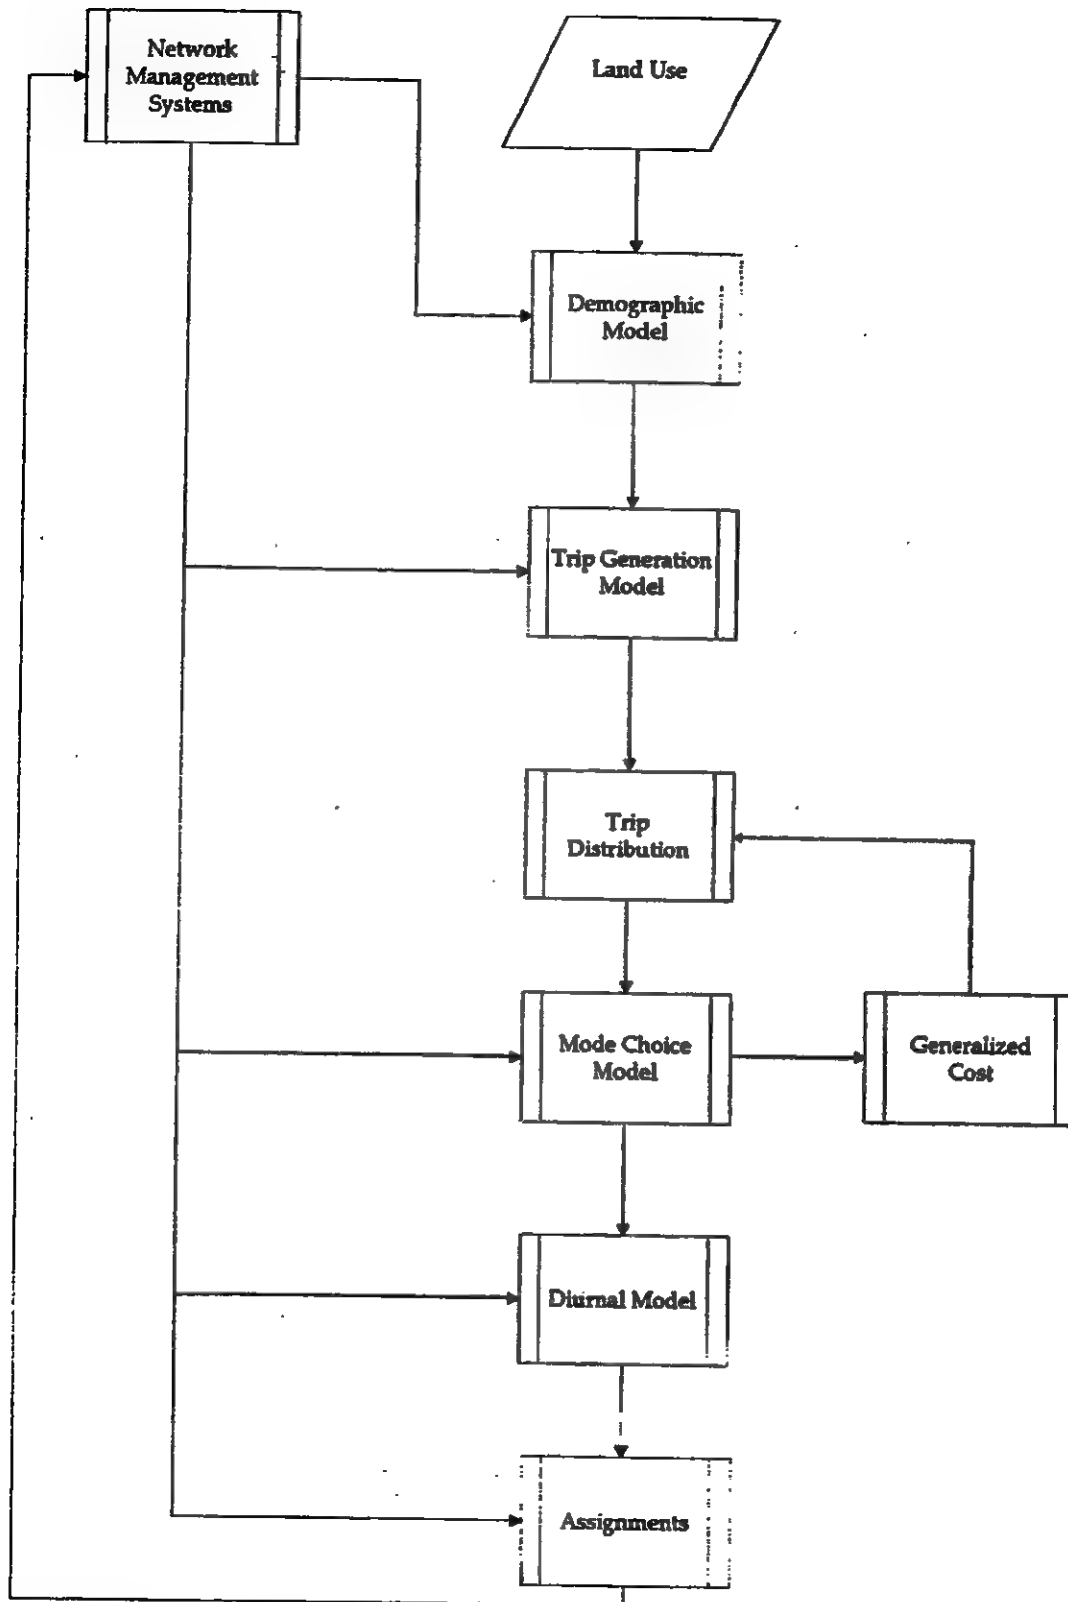 Network
Management
Systems
Land Use
Demographic
Model
Trip Generation
Model
Trip
Distribution
Mode Choice
Model
Generalized
Cost
Diurnal Model
Assignments